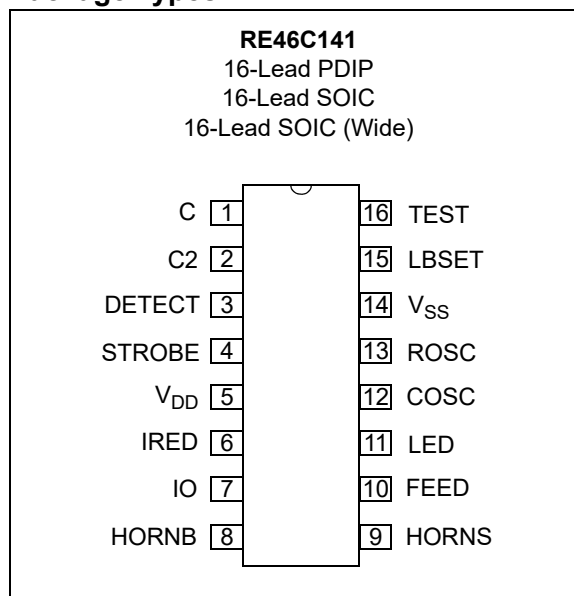 RE46C141
16-Lead PDIP
16-Lead SOIC
16-Lead SOIC (Wide)
C 1 16 TEST
C2 2 15 LBSET
DETECT 3 14 VSS
STROBE 4 13 ROSC
VDD 5 12 COSC
IRED 6 11 LED
IO 7 10 FEED
HORNB 8 9 HORNS